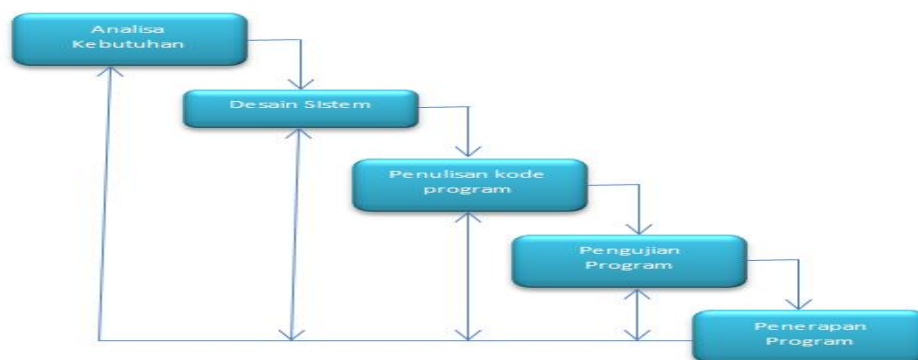 Analisa
Kebutuhan
Desain Sistem
Penulisan kode
program
Pengujian
Program
Penerapan
Program